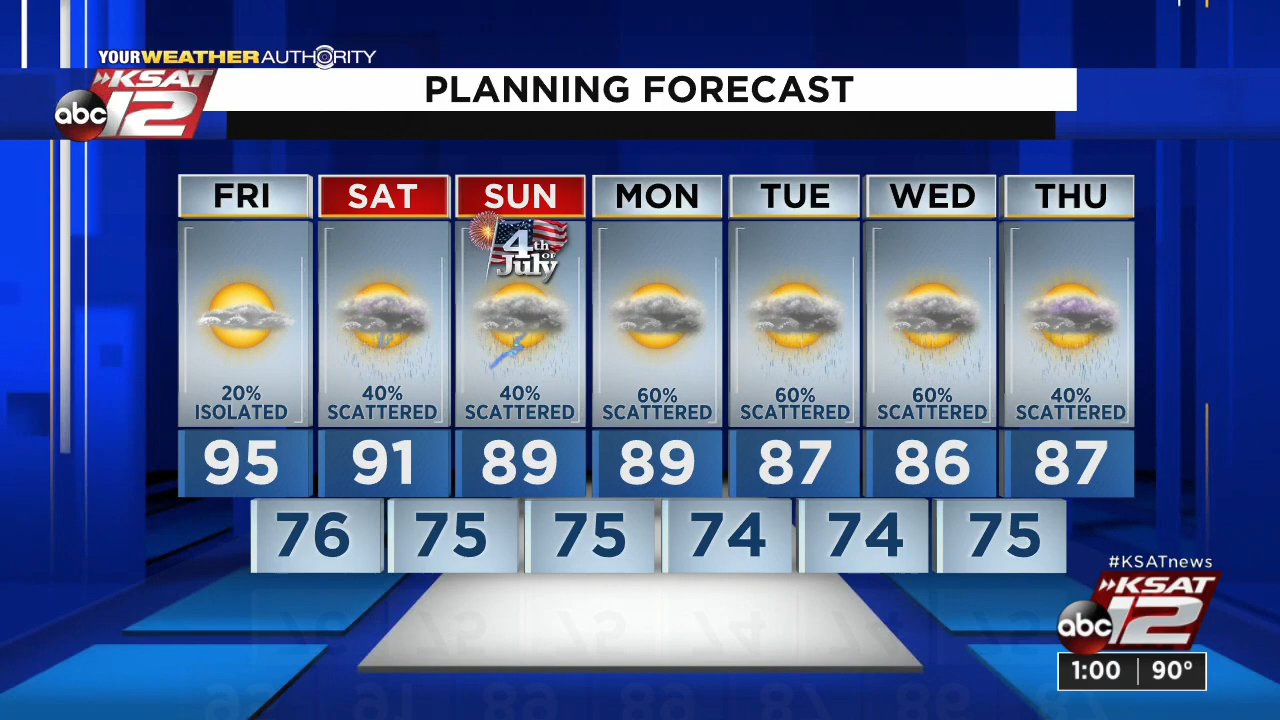 YOURWEATHERAUTHORITY
KSAT
abc 12
PLANNING FORECAST
FRI SAT SUN MON TUE WED THU
4th OF July
20% 40% 40% 60% 60% 60% 40%
ISOLATED SCATTERED SCATTERED SCATTERED SCATTERED SCATTERED SCATTERED
95 91 89 89 87 86 87
76 75 75 74 74 75
#KSATnews
KSAT
abc 12
1:00 90°